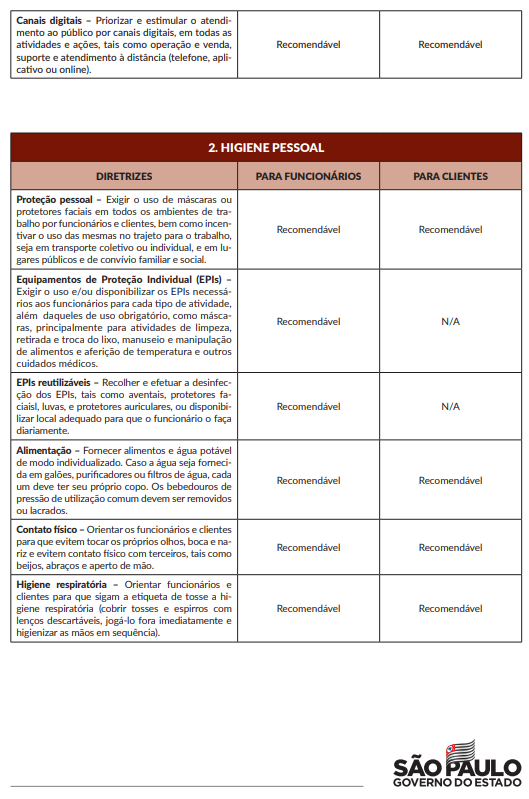 Canais digitais – Priorizar e estimular o atendi-
mento ao público por canais digitais, em todas as
atividades e ações, tais como operação e venda,
suporte e atendimento à distância (telefone, apli-
cativo ou online).
Recomendável
Recomendável
2. HIGIENE PESSOAL
DIRETRIZES
PARA FUNCIONÁRIOS
PARA CLIENTES
Proteção pessoal – Exigir o uso de máscaras ou
protetores faciais em todos os ambientes de tra-
balho por funcionários e clientes, bem como incen-
tivar o uso das mesmas no trajeto para o trabalho,
seja em transporte coletivo ou individual, e em lu-
gares públicos e de convívio familiar e social.
Recomendável
Recomendável
Equipamentos de Proteção Individual (EPIs) –
Exigir o uso e/ou disponibilizar os EPIs necessá-
rios aos funcionários para cada tipo de atividade,
além daqueles de uso obrigatório, como másca-
ras, principalmente para atividades de limpeza,
retirada e troca do lixo, manuseio e manipulação
de alimentos e aferição de temperatura e outros
cuidados médicos.
Recomendável
N/A
EPIs reutilizáveis – Recolher e efetuar a desinfec-
ção dos EPIs, tais como aventais, protetores fa-
ciaisl, luvas, e protetores auriculares, ou disponibi-
lizar local adequado para que o funcionário o faça
diariamente.
Recomendável
N/A
Alimentação – Fornecer alimentos e água potável
de modo individualizado. Caso a água seja forneci-
da em galões, purificadores ou filtros de água, cada
um deve ter seu próprio copo. Os bebedouros de
pressão de utilização comum devem ser removidos
ou lacrados.
Recomendável
Recomendável
Contato físico – Orientar os funcionários e clientes
para que evitem tocar os próprios olhos, boca e na-
riz e evitem contato físico com terceiros, tais como
beijos, abraços e aperto de mão.
Recomendável
Recomendável
Higiene respiratória – Orientar funcionários e
clientes para que sigam a etiqueta de tosse a hi-
giene respiratória (cobrir tosses e espirros com
lenços descartáveis, jogá-lo fora imediatamente e
higienizar as mãos em sequência).
Recomendável
Recomendável
SÃO PAULO
GOVERNO DO ESTADO